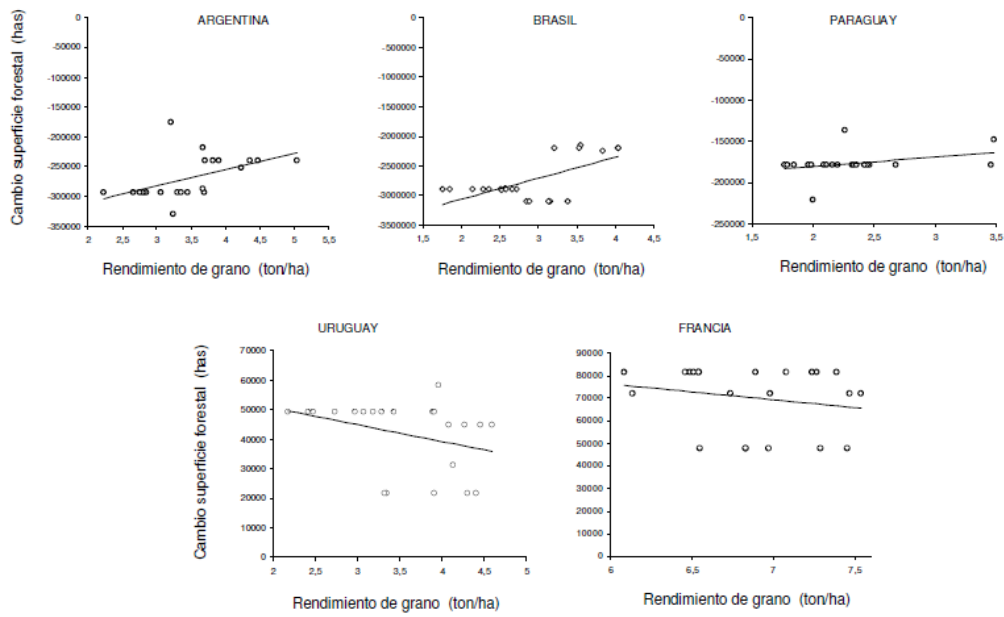 ARGENTINA
BRASIL
PARAGUAY
Cambio superficie forestal (has)
0
-50000
-100000
-150000
-200000
-250000
-300000
-350000
2 2,5 3 3,5 4 4,5 5 5,5
Rendimiento de grano (ton/ha)
0
-500000
-1000000
-1500000
-2000000
-2500000
-3000000
-3500000
1,5 2 2,5 3 3,5 4 4,5
Rendimiento de grano (ton/ha)
0
-50000
-100000
-150000
-200000
-250000
1,5 2 2,5 3 3,5
Rendimiento de grano (ton/ha)
URUGUAY
FRANCIA
Cambio superficie forestal (has)
70000
60000
50000
40000
30000
20000
10000
0
2 2,5 3 3,5 4 4,5 5
Rendimiento de grano (ton/ha)
90000
80000
70000
60000
50000
40000
30000
20000
10000
0
6 6,5 7 7,5
Rendimiento de grano (ton/ha)